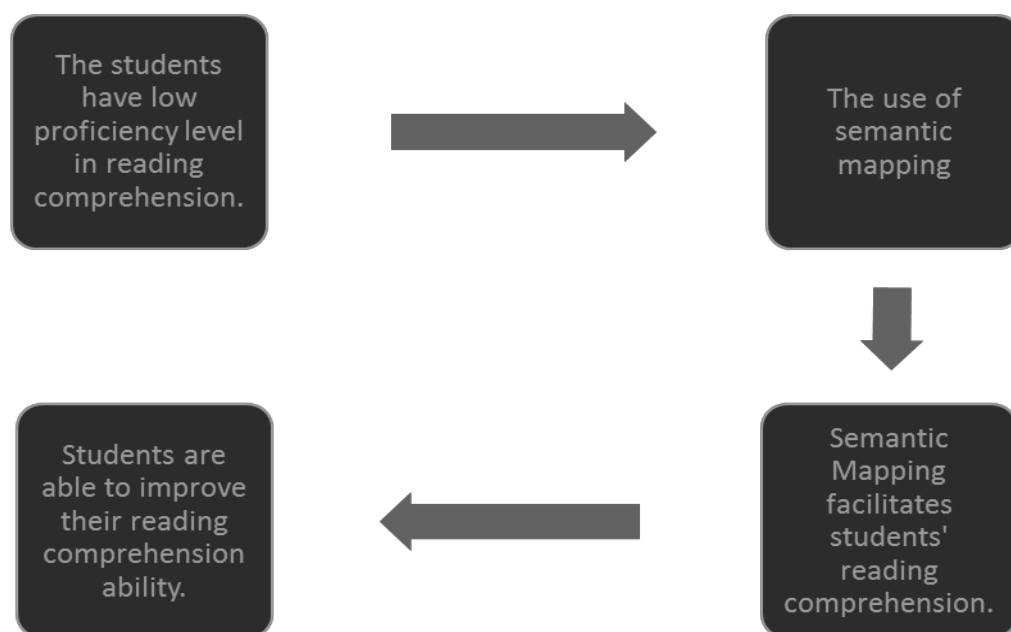 The students
have low
proficiency level
in reading
comprehension.
The use of
semantic
mapping
Semantic
Mapping
facilitates
students'
reading
comprehension.
Students are
able to improve
their reading
comprehension
ability.